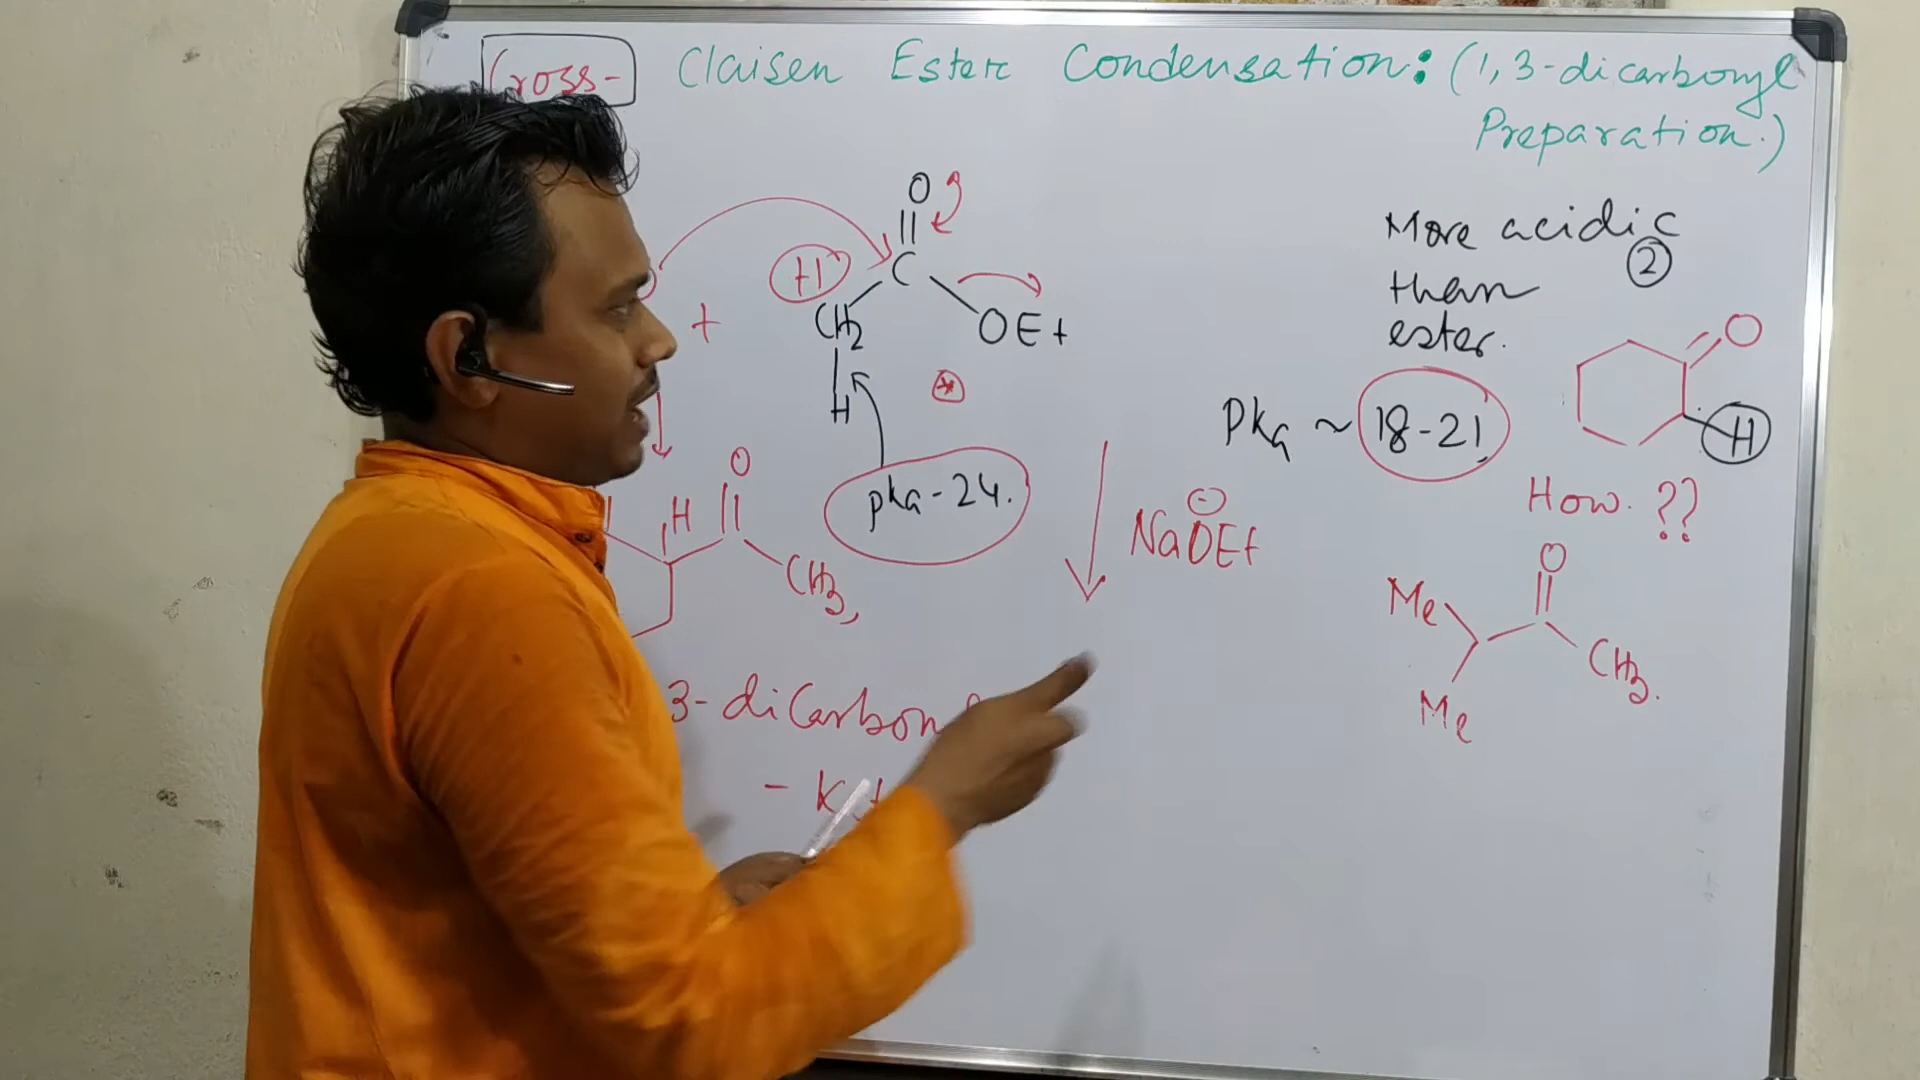 Cross- Claisen Ester Condensation: (1,3-dicarbonyl
Preparation.)
O
H
C
+
CH2
OEt
H
pka-24.
O
H
CH3,
NaOEt
3-dicarbon
-
More acidic
②
than
ester.
O
Pka ~ 18-21
H
How. ??
O
Me
CH3.
Me